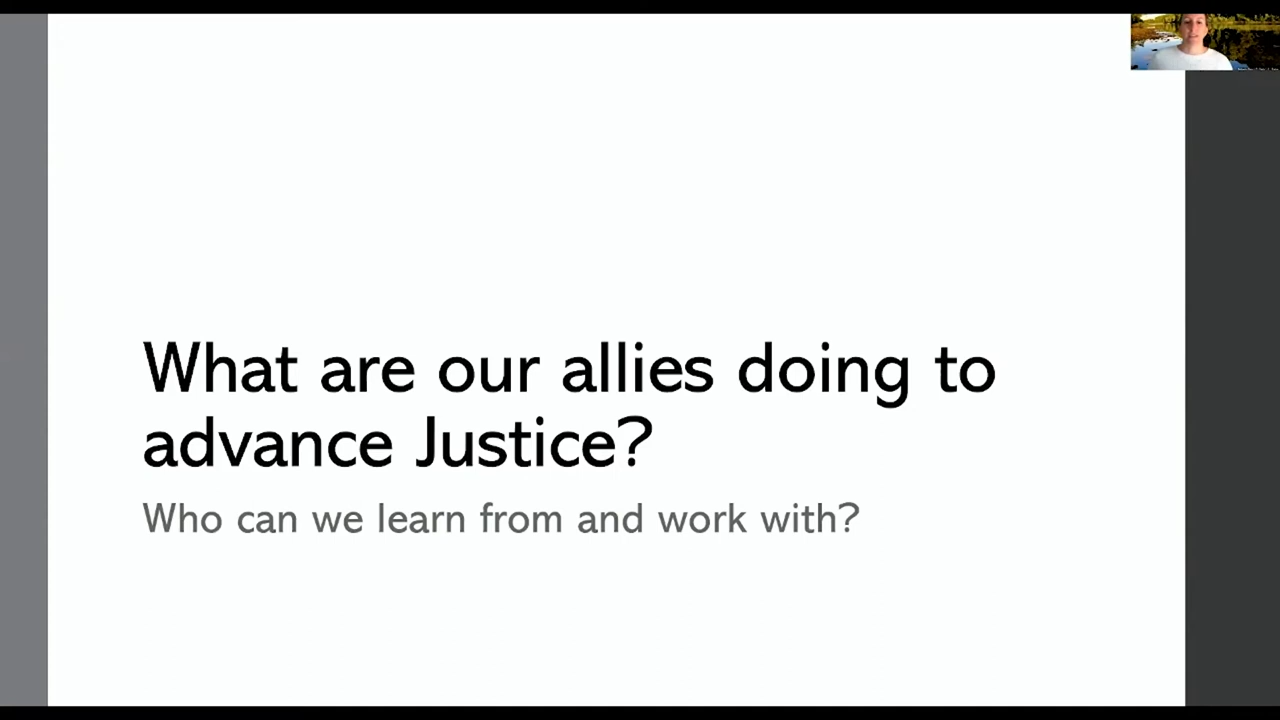 What are our allies doing to
advance Justice?
Who can we learn from and work with?